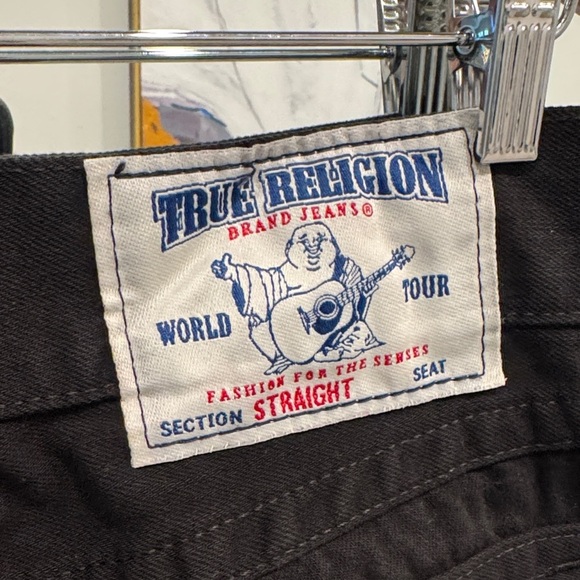 TRUE RELIGION
BRAND JEANS®
WORLD TOUR
FASHION FOR THE SENSES
SECTION STRAIGHT SEAT